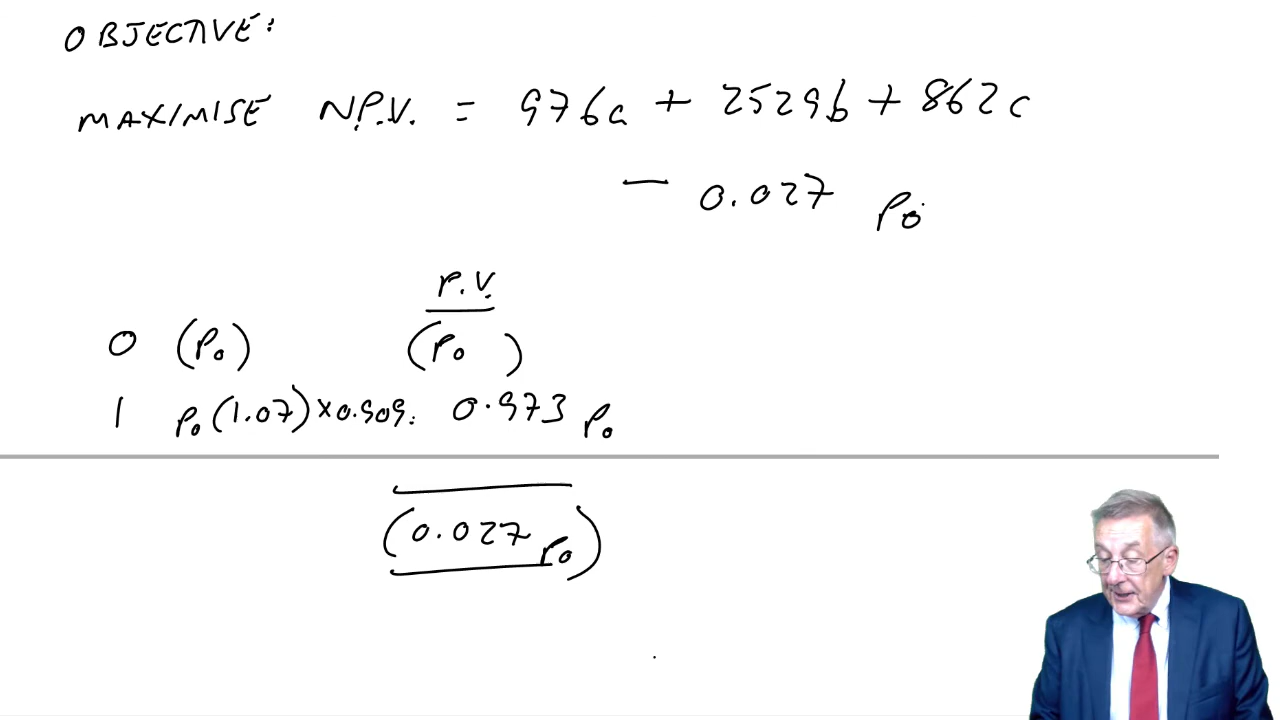 OBJECTIVE:
MAXIMISE N.P.V. = 976a + 2529b + 862c
— 0.027 P₀
P.V.
0 (P₀) (P₀ )
1 P₀(1.07)×0.909. 0.973 P₀
(0.027 P₀)